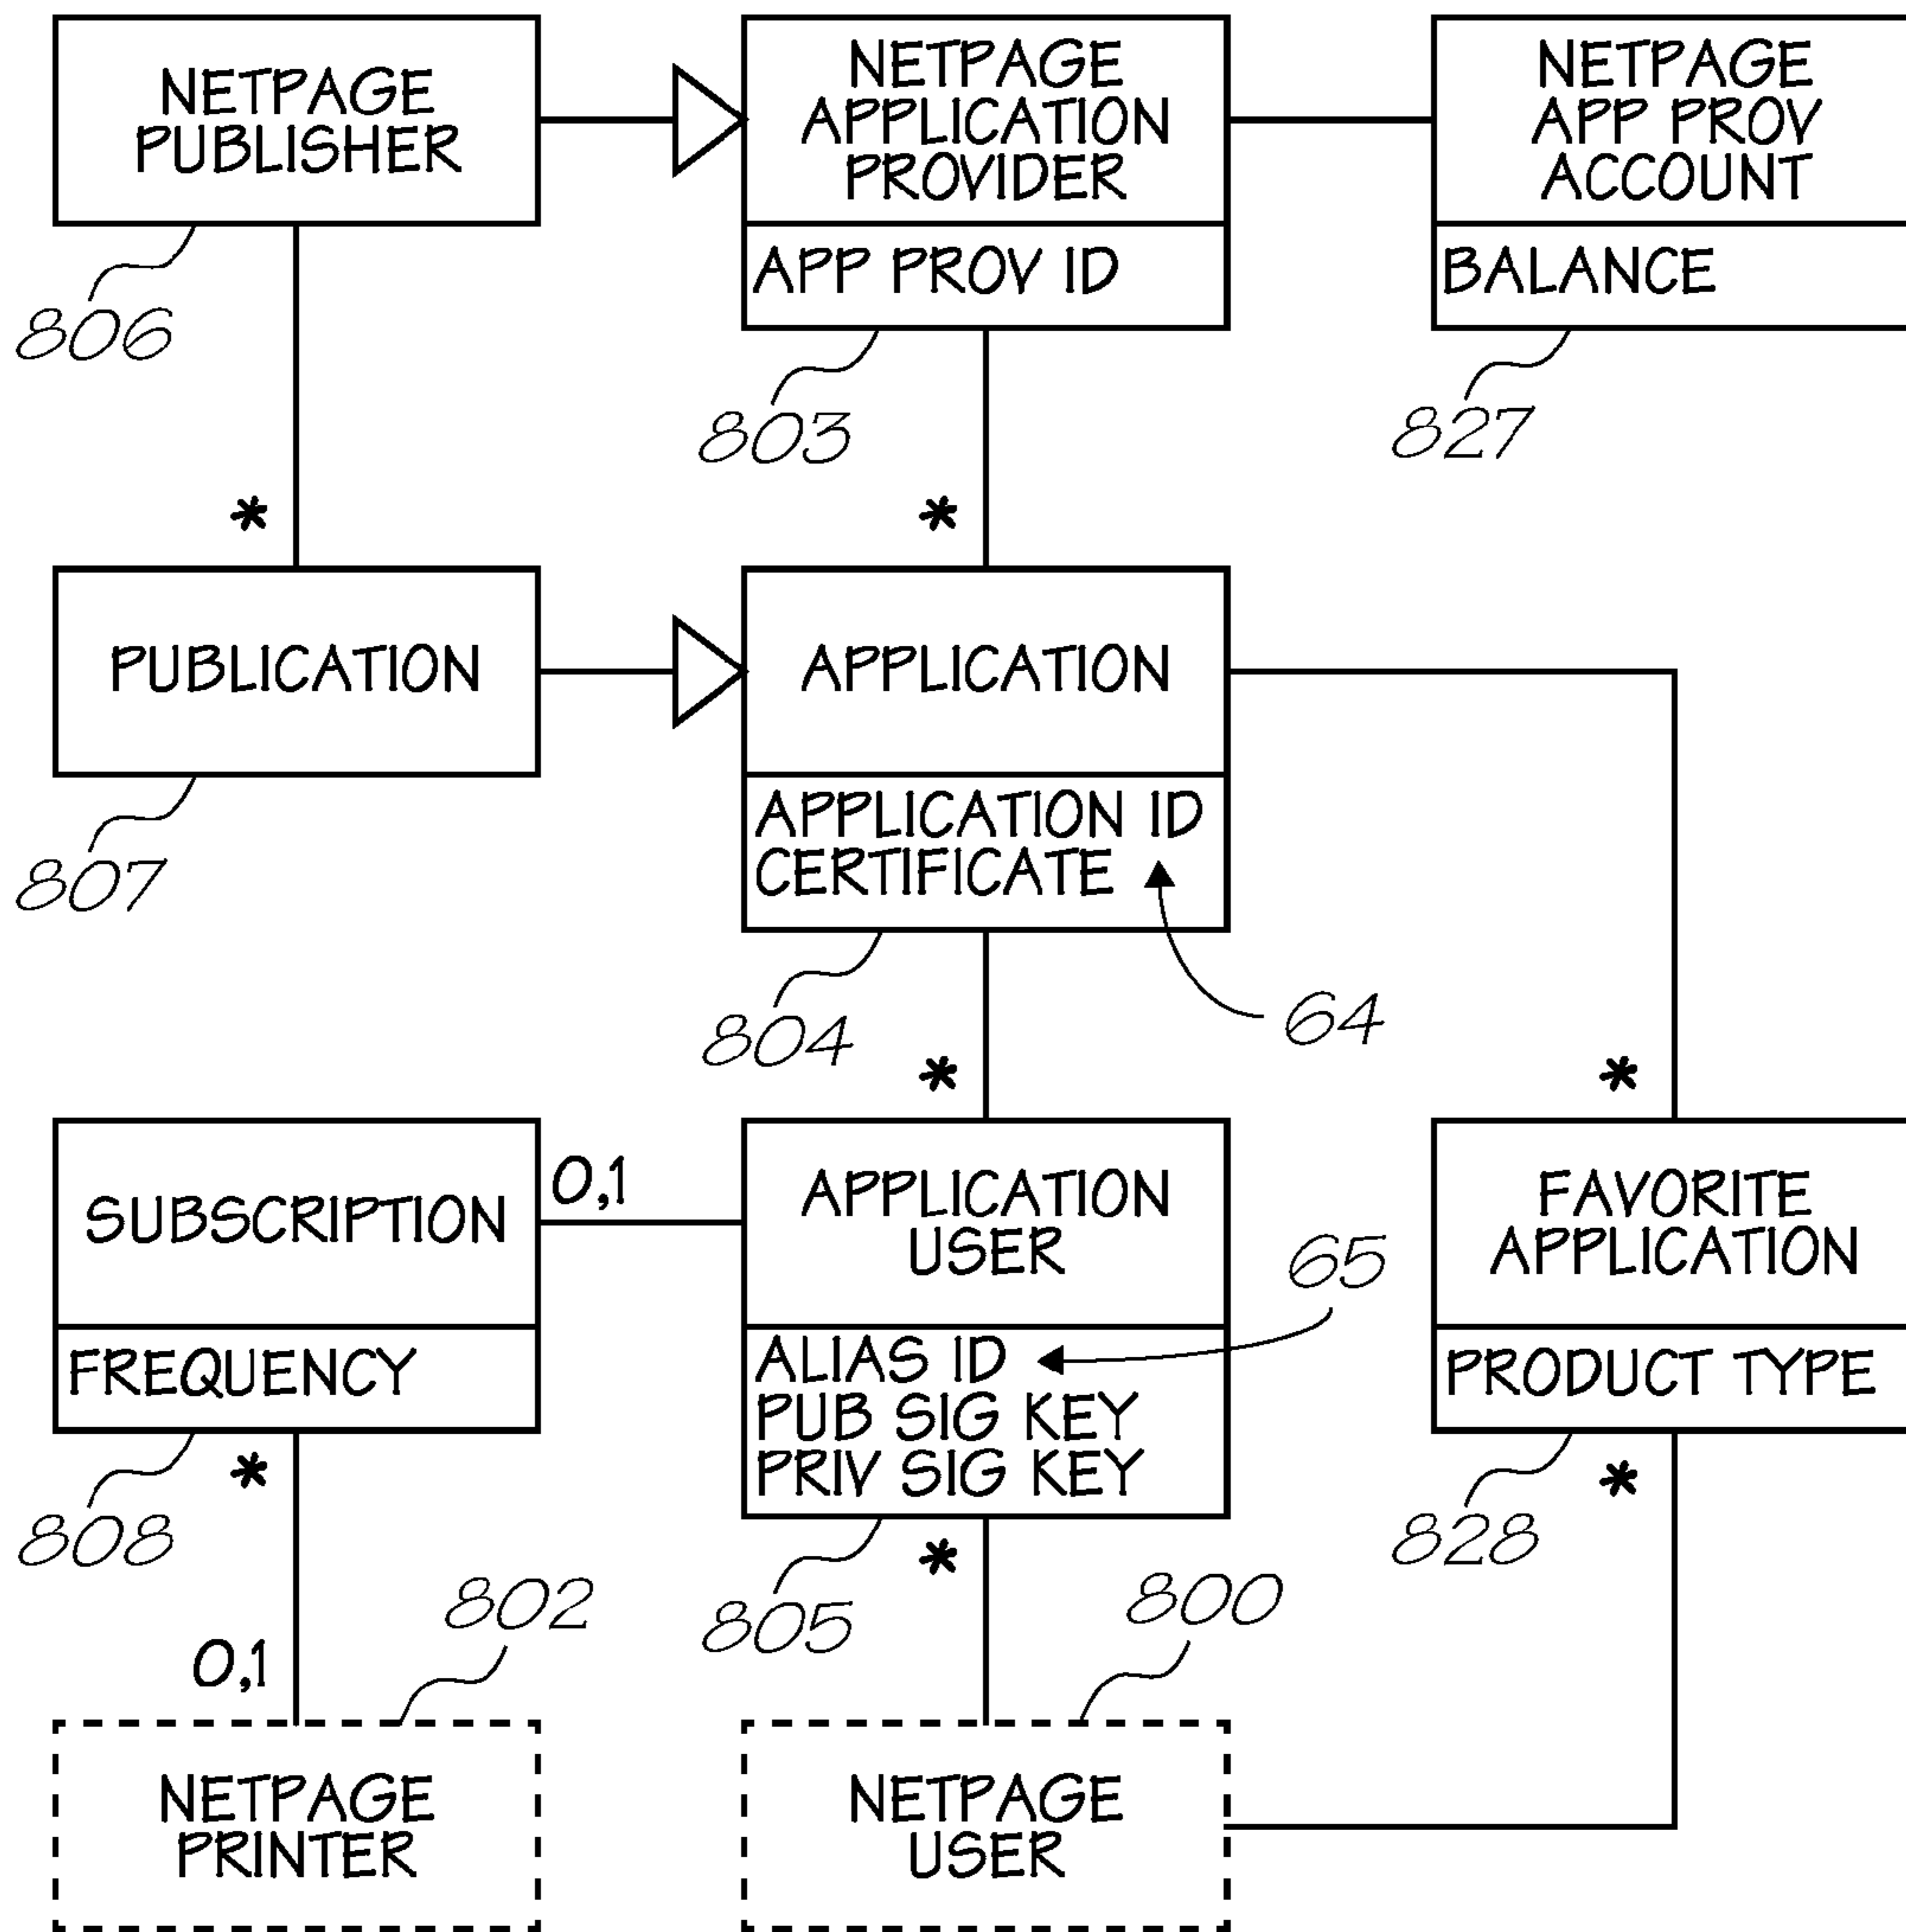 NETPAGE
PUBLISHER
NETPAGE
APPLICATION
PROVIDER
NETPAGE
APP PROV
ACCOUNT
APP PROV ID
BALANCE
806
803
827
*
*
PUBLICATION
APPLICATION
APPLICATION ID
CERTIFICATE
807
804
64
*
*
SUBSCRIPTION
0,1
APPLICATION
USER
FAVORITE
APPLICATION
65
FREQUENCY
ALIAS ID
PUB SIG KEY
PRIV SIG KEY
PRODUCT TYPE
*
*
*
808
805
828
802
800
0,1
NETPAGE
PRINTER
NETPAGE
USER